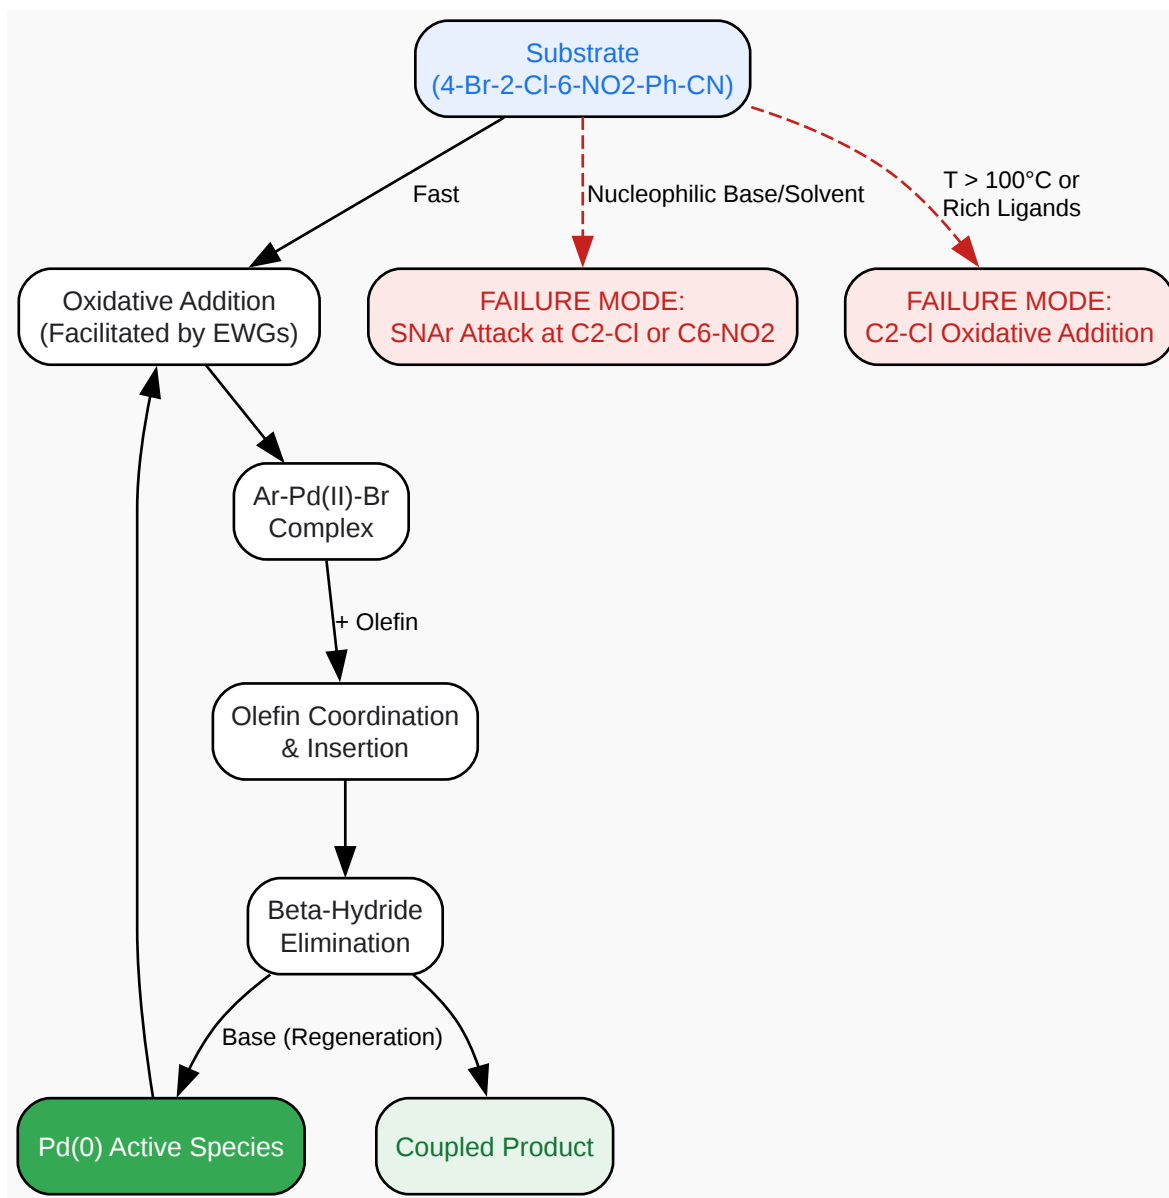 Substrate
(4-Br-2-Cl-6-NO2-Ph-CN)
Fast
Nucleophilic Base/Solvent
T > 100°C or
Rich Ligands
Oxidative Addition
(Facilitated by EWGs)
FAILURE MODE:
SNAr Attack at C2-Cl or C6-NO2
FAILURE MODE:
C2-Cl Oxidative Addition
Ar-Pd(II)-Br
Complex
+ Olefin
Olefin Coordination
& Insertion
Beta-Hydride
Elimination
Base (Regeneration)
Pd(0) Active Species
Coupled Product